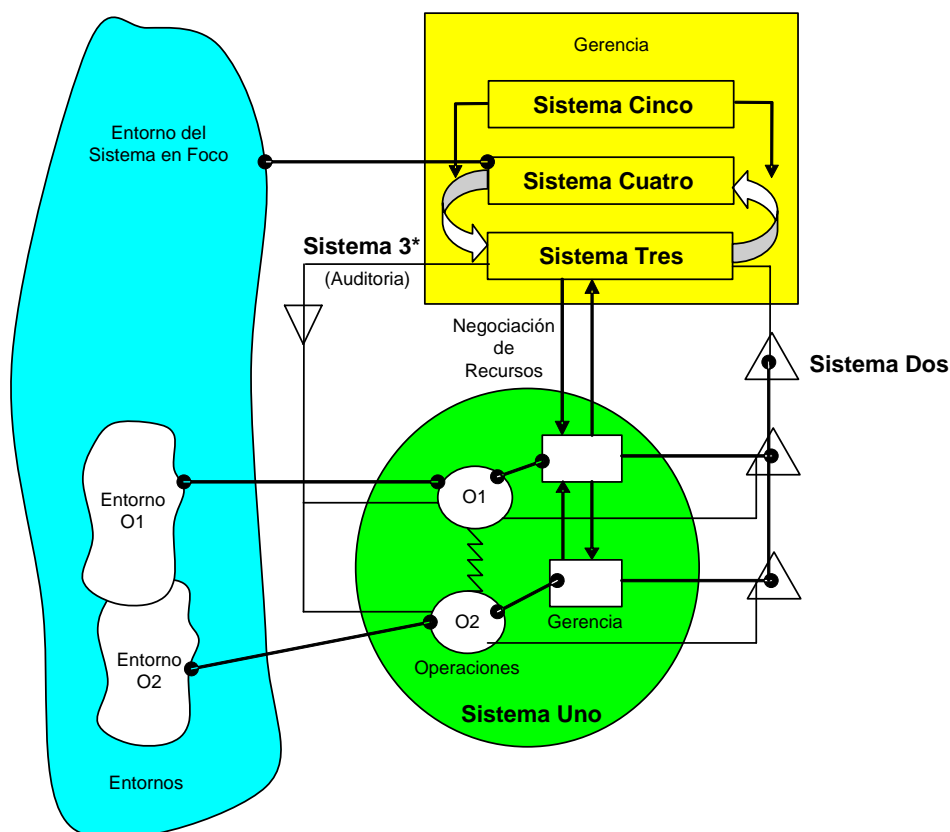 Gerencia
Sistema Cinco
Entorno del
Sistema en Foco
Sistema Cuatro
Sistema 3*
(Auditoria)
Sistema Tres
Negociación
de
Recursos
Sistema Dos
O1
Entorno
O1
O2
Gerencia
Entorno
O2
Operaciones
Sistema Uno
Entornos